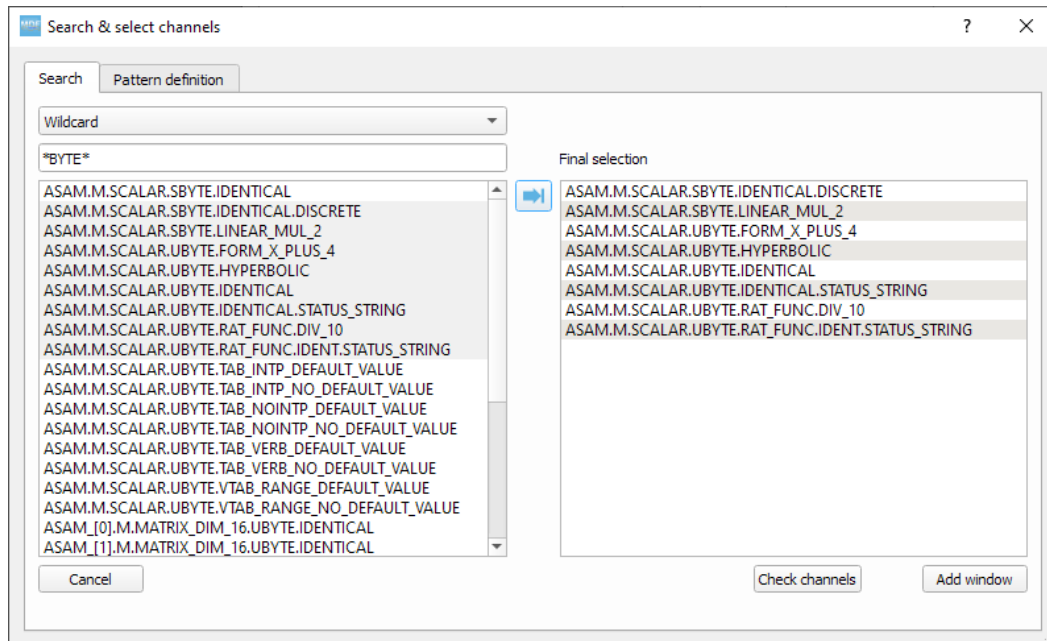 MDF
Search & select channels
?
Search
Pattern definition
Wildcard
*BYTE*
ASAM.M.SCALAR.SBYTE.IDENTICAL
ASAM.M.SCALAR.SBYTE.IDENTICAL.DISCRETE
ASAM.M.SCALAR.SBYTE.LINEAR_MUL_2
ASAM.M.SCALAR.UBYTE.FORM_X_PLUS_4
ASAM.M.SCALAR.UBYTE.HYPERBOLIC
ASAM.M.SCALAR.UBYTE.IDENTICAL
ASAM.M.SCALAR.UBYTE.IDENTICAL.STATUS_STRING
ASAM.M.SCALAR.UBYTE.RAT_FUNC.DIV_10
ASAM.M.SCALAR.UBYTE.RAT_FUNC.IDENT.STATUS_STRING
ASAM.M.SCALAR.UBYTE.TAB_INTP_DEFAULT_VALUE
ASAM.M.SCALAR.UBYTE.TAB_INTP_NO_DEFAULT_VALUE
ASAM.M.SCALAR.UBYTE.TAB_NOINTP_DEFAULT_VALUE
ASAM.M.SCALAR.UBYTE.TAB_NOINTP_NO_DEFAULT_VALUE
ASAM.M.SCALAR.UBYTE.TAB_VERB_DEFAULT_VALUE
ASAM.M.SCALAR.UBYTE.TAB_VERB_NO_DEFAULT_VALUE
ASAM.M.SCALAR.UBYTE.VTAB_RANGE_DEFAULT_VALUE
ASAM.M.SCALAR.UBYTE.VTAB_RANGE_NO_DEFAULT_VALUE
ASAM_[0].M.MATRIX_DIM_16.UBYTE.IDENTICAL
ASAM_[1].M.MATRIX_DIM_16.UBYTE.IDENTICAL
Cancel
Final selection
ASAM.M.SCALAR.SBYTE.IDENTICAL.DISCRETE
ASAM.M.SCALAR.SBYTE.LINEAR_MUL_2
ASAM.M.SCALAR.UBYTE.FORM_X_PLUS_4
ASAM.M.SCALAR.UBYTE.HYPERBOLIC
ASAM.M.SCALAR.UBYTE.IDENTICAL
ASAM.M.SCALAR.UBYTE.IDENTICAL.STATUS_STRING
ASAM.M.SCALAR.UBYTE.RAT_FUNC.DIV_10
ASAM.M.SCALAR.UBYTE.RAT_FUNC.IDENT.STATUS_STRING
Check channels
Add window